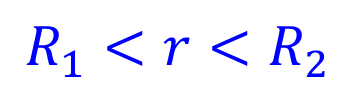 R₁ < r < R₂